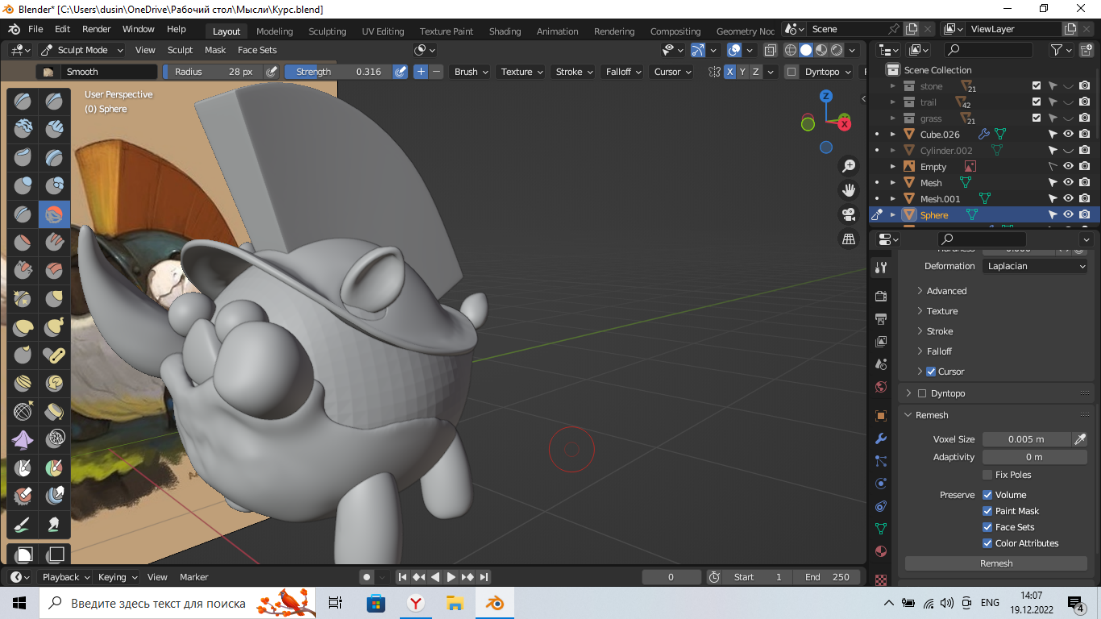 Blender* [C:\Users\dusin\OneDrive\Рабочий стол\Мысли\Курс.blend]
File Edit Render Window Help Layout Modeling Sculpting UV Editing Texture Paint Shading Animation Rendering Compositing Geometry Noc Scene ViewLayer
Sculpt Mode View Sculpt Mask Face Sets
Smooth Radius 28 px Strength 0.316 Brush Texture Stroke Falloff Cursor X Y Z Dyntopo
User Perspective
(0) Sphere
Z
X
Scene Collection
stone 21
trail 42
grass 21
Cube.026
Cylinder.002
Empty
Mesh
Mesh.001
Sphere
Deformation Laplacian
Advanced
Texture
Stroke
Falloff
Cursor
Dyntopo
Remesh
Voxel Size 0.005 m
Adaptivity 0 m
Fix Poles
Preserve Volume
Paint Mask
Face Sets
Color Attributes
Remesh
Playback Keying View Marker 0 Start 1 End 250
Введите здесь текст для поиска
ENG
14:07
19.12.2022
4